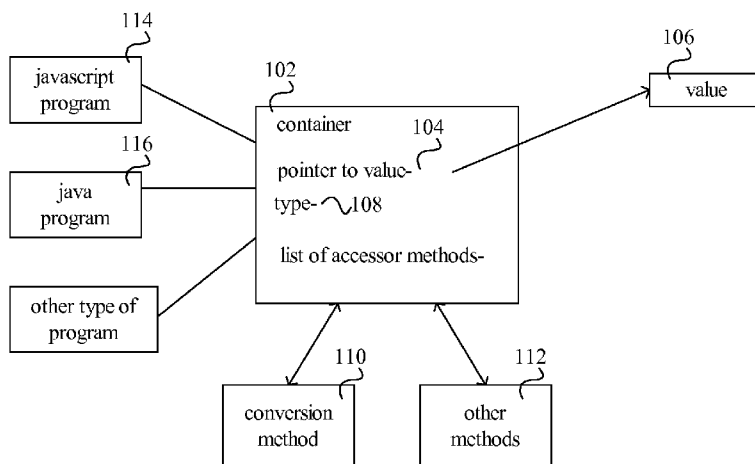 114
javascript
program
116
java
program
other type of
program
102
container
104
pointer to value-
type-
108
list of accessor methods-
106
value
110
conversion
method
112
other
methods